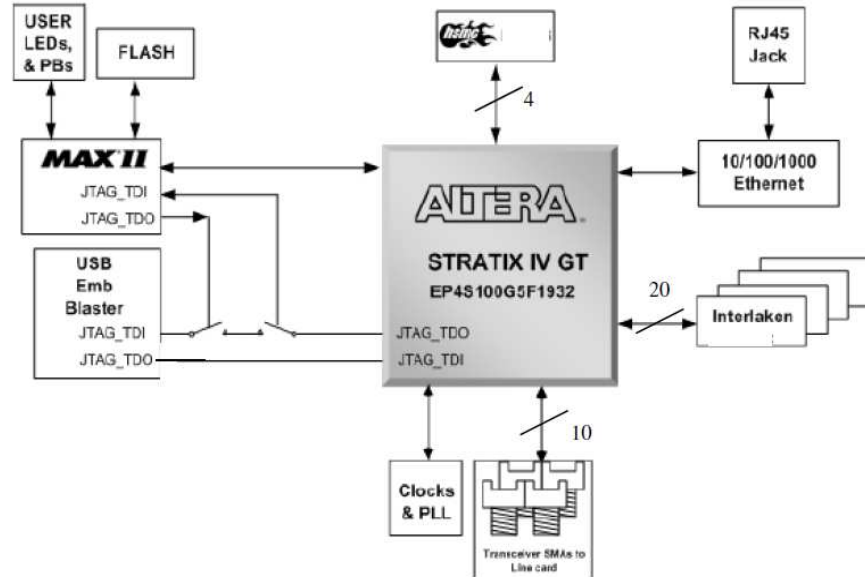 USER
LEDs,
& PBs
FLASH
hsmc
4
RJ45
Jack
MAX II
JTAG_TDI
JTAG_TDO
10/100/1000
Ethernet
ALTERA
STRATIX IV GT
EP4S100G5F1932
USB
Emb
Blaster
JTAG_TDI
JTAG_TDO
JTAG_TDO
JTAG_TDI
20
Interlaken
10
Clocks
& PLL
Transceiver SMAs to
Line card